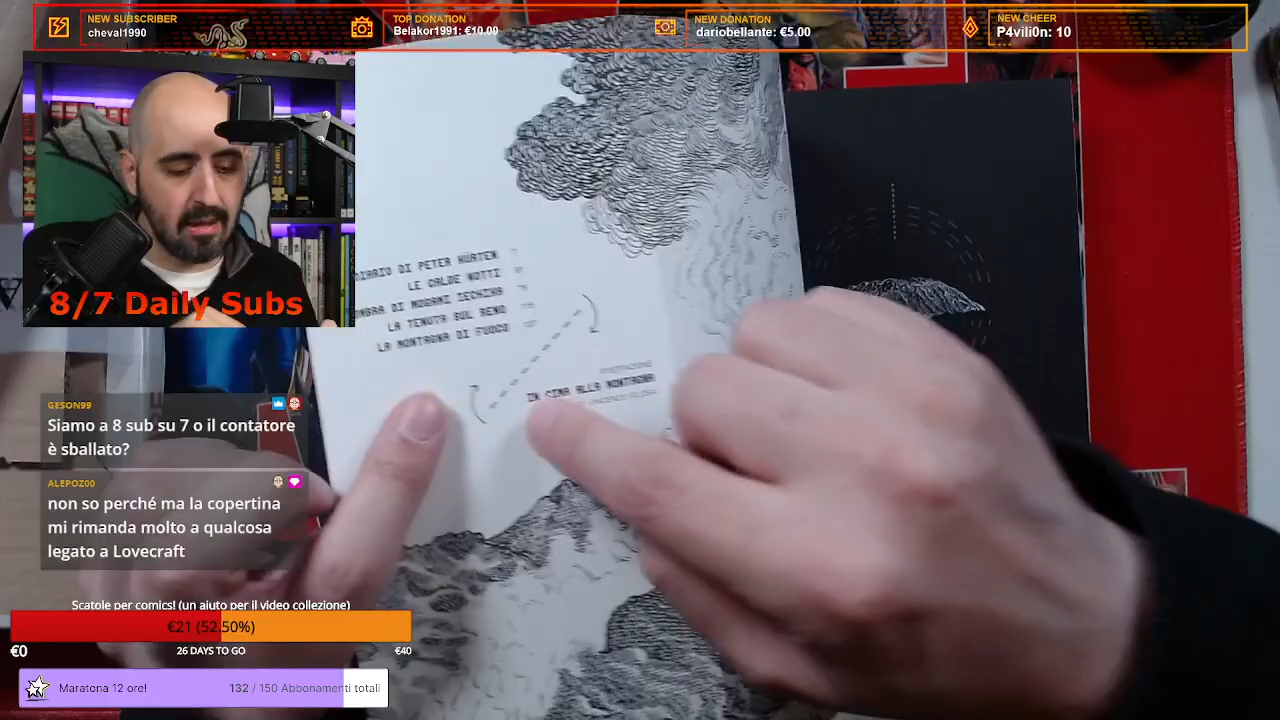 NEW SUBSCRIBER
cheval1990
TOP DONATION
Belakor1991: €10.00
NEW DONATION
dariobellante: €5.00
NEW CHEER
P4vili0n: 10
8/7 Daily Subs
DIARIO DI PETER KURTEN
LE CALDE NOTTI
DI MOGAMI
LA TENUTA SUL RENO
LA MONTAGNA DI FUOCO
POSTFAZIONE
IN CIMA ALLA MONTAGNA
GESON99
Siamo a 8 sub su 7 o il contatore
è sballato?
ALEPOZ00
non so perché ma la copertina
mi rimanda molto a qualcosa
legato a Lovecraft
Scatole per comics! (un aiuto per il video collezione)
€21 (52.50%)
€0
26 DAYS TO GO
€40
Maratona 12 ore!
132 / 150 Abbonamenti totali